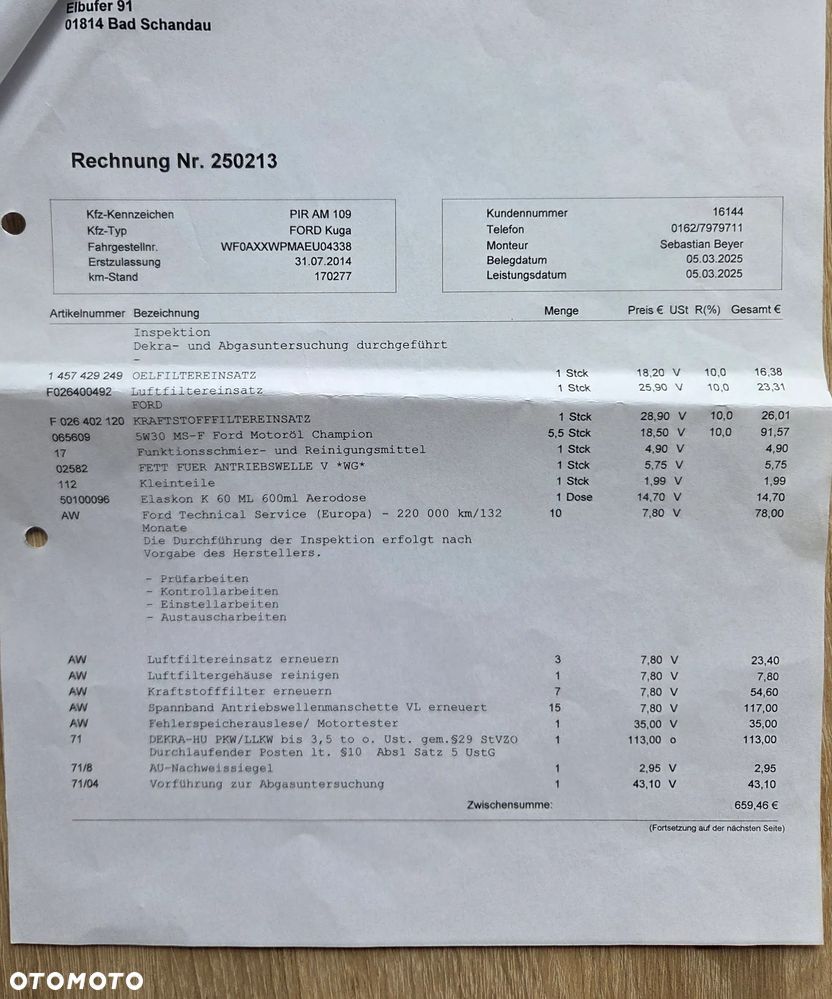 Elbufer 91
01814 Bad Schandau
Rechnung Nr. 250213
Kfz-Kennzeichen PIR AM 109
Kfz-Typ FORD Kuga
Fahrgestellnr. WF0AXXWPMAEU04338
Erstzulassung 31.07.2014
km-Stand 170277
Kundennummer 16144
Telefon 0162/7979711
Monteur Sebastian Beyer
Belegdatum 05.03.2025
Leistungsdatum 05.03.2025
Artikelnummer Bezeichnung Menge Preis € USt R(%) Gesamt €
Inspektion
Dekra- und Abgasuntersuchung durchgeführt
-
1 457 429 249 OELFILTEREINSATZ 1 Stck 18,20 V 10,0 16,38
F026400492 Luftfiltereinsatz 1 Stck 25,90 V 10,0 23,31
FORD
F 026 402 120 KRAFTSTOFFFILTEREINSATZ 1 Stck 28,90 V 10,0 26,01
065609 5W30 MS-F Ford Motoröl Champion 5,5 Stck 18,50 V 10,0 91,57
17 Funktionsschmier- und Reinigungsmittel 1 Stck 4,90 V 4,90
02582 FETT FUER ANTRIEBSWELLE V *WG* 1 Stck 5,75 V 5,75
112 Kleinteile 1 Stck 1,99 V 1,99
50100096 Elaskon K 60 ML 600ml Aerodose 1 Dose 14,70 V 14,70
AW Ford Technical Service (Europa) - 220 000 km/132 10 7,80 V 78,00
Monate
Die Durchführung der Inspektion erfolgt nach
Vorgabe des Herstellers.
- Prüfarbeiten
- Kontrollarbeiten
- Einstellarbeiten
- Austauscharbeiten
AW Luftfiltereinsatz erneuern 3 7,80 V 23,40
AW Luftfiltergehäuse reinigen 1 7,80 V 7,80
AW Kraftstofffilter erneuern 7 7,80 V 54,60
AW Spannband Antriebswellenmanschette VL erneuert 15 7,80 V 117,00
AW Fehlerspeicherauslese/ Motortester 1 35,00 V 35,00
71 DEKRA-HU PKW/LLKW bis 3,5 to o. Ust. gem.§29 StVZO 1 113,00 o 113,00
Durchlaufender Posten lt. §10 Abs1 Satz 5 UstG
71/8 AU-Nachweissiegel 1 2,95 V 2,95
71/04 Vorführung zur Abgasuntersuchung 1 43,10 V 43,10
Zwischensumme: 659,46 €
(Fortsetzung auf der nächsten Seite)
OTOMOTO